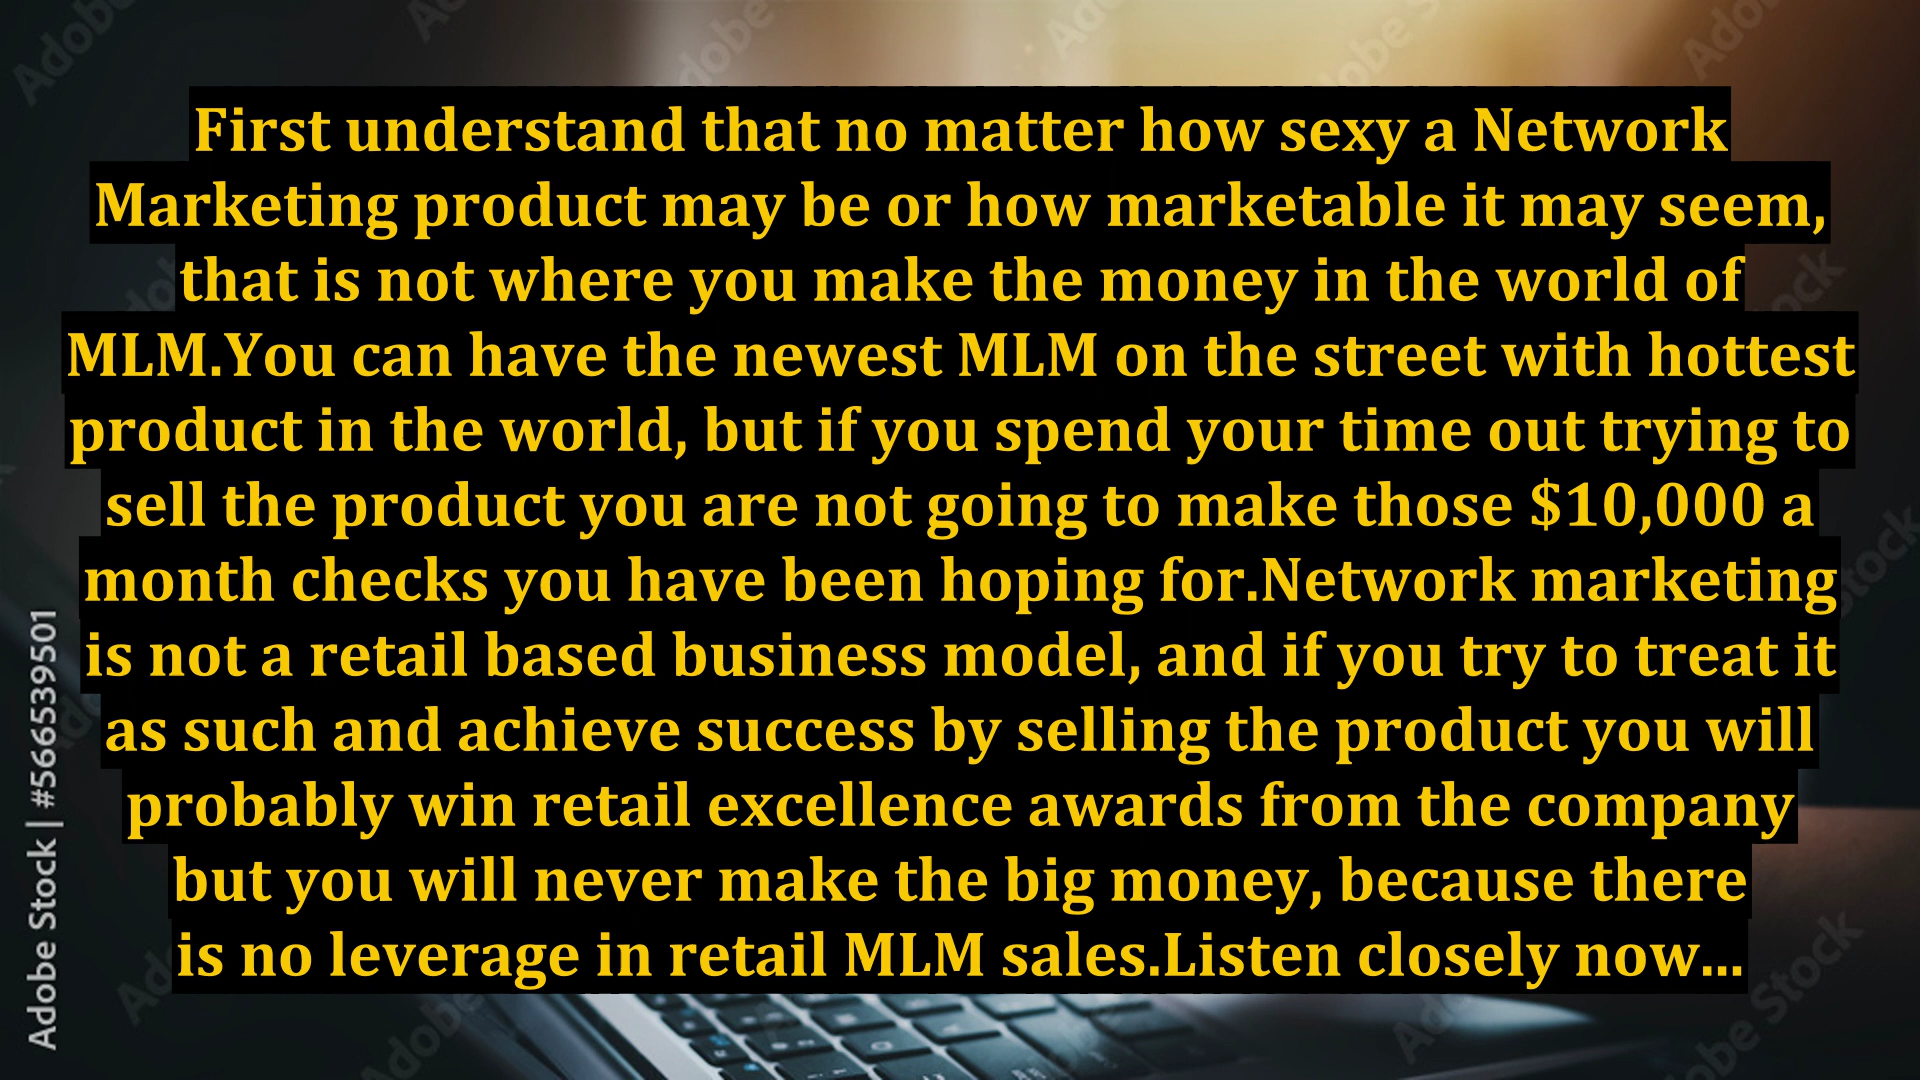 First understand that no matter how sexy a Network
Marketing product may be or how marketable it may seem,
that is not where you make the money in the world of
MLM.You can have the newest MLM on the street with hottest
product in the world, but if you spend your time out trying to
sell the product you are not going to make those $10,000 a
month checks you have been hoping for.Network marketing
is not a retail based business model, and if you try to treat it
as such and achieve success by selling the product you will
probably win retail excellence awards from the company
but you will never make the big money, because there
is no leverage in retail MLM sales.Listen closely now...
Adobe Stock | #566539501